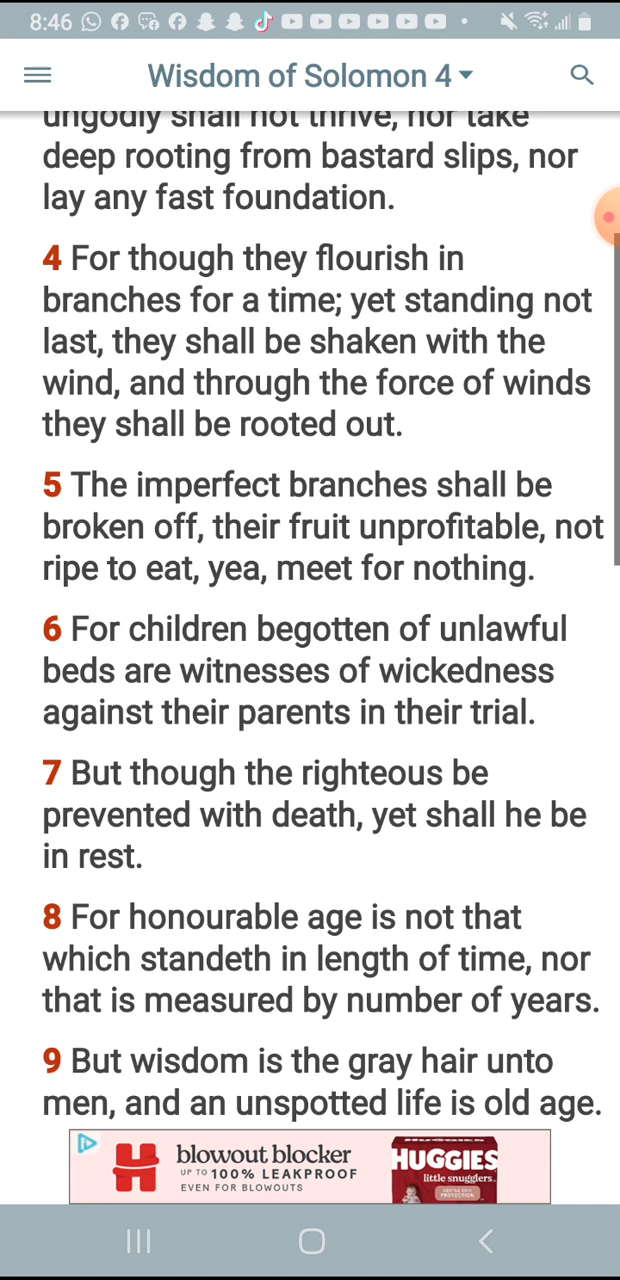 8:46
Wisdom of Solomon 4
ungodly shall not thrive, nor take
deep rooting from bastard slips, nor
lay any fast foundation.
4 For though they flourish in
branches for a time; yet standing not
last, they shall be shaken with the
wind, and through the force of winds
they shall be rooted out.
5 The imperfect branches shall be
broken off, their fruit unprofitable, not
ripe to eat, yea, meet for nothing.
6 For children begotten of unlawful
beds are witnesses of wickedness
against their parents in their trial.
7 But though the righteous be
prevented with death, yet shall he be
in rest.
8 For honourable age is not that
which standeth in length of time, nor
that is measured by number of years.
9 But wisdom is the gray hair unto
men, and an unspotted life is old age.
blowout blocker
UP TO 100% LEAKPROOF
EVEN FOR BLOWOUTS
HUGGIES
little snugglers
GENTLE SKIN
PROTECTION